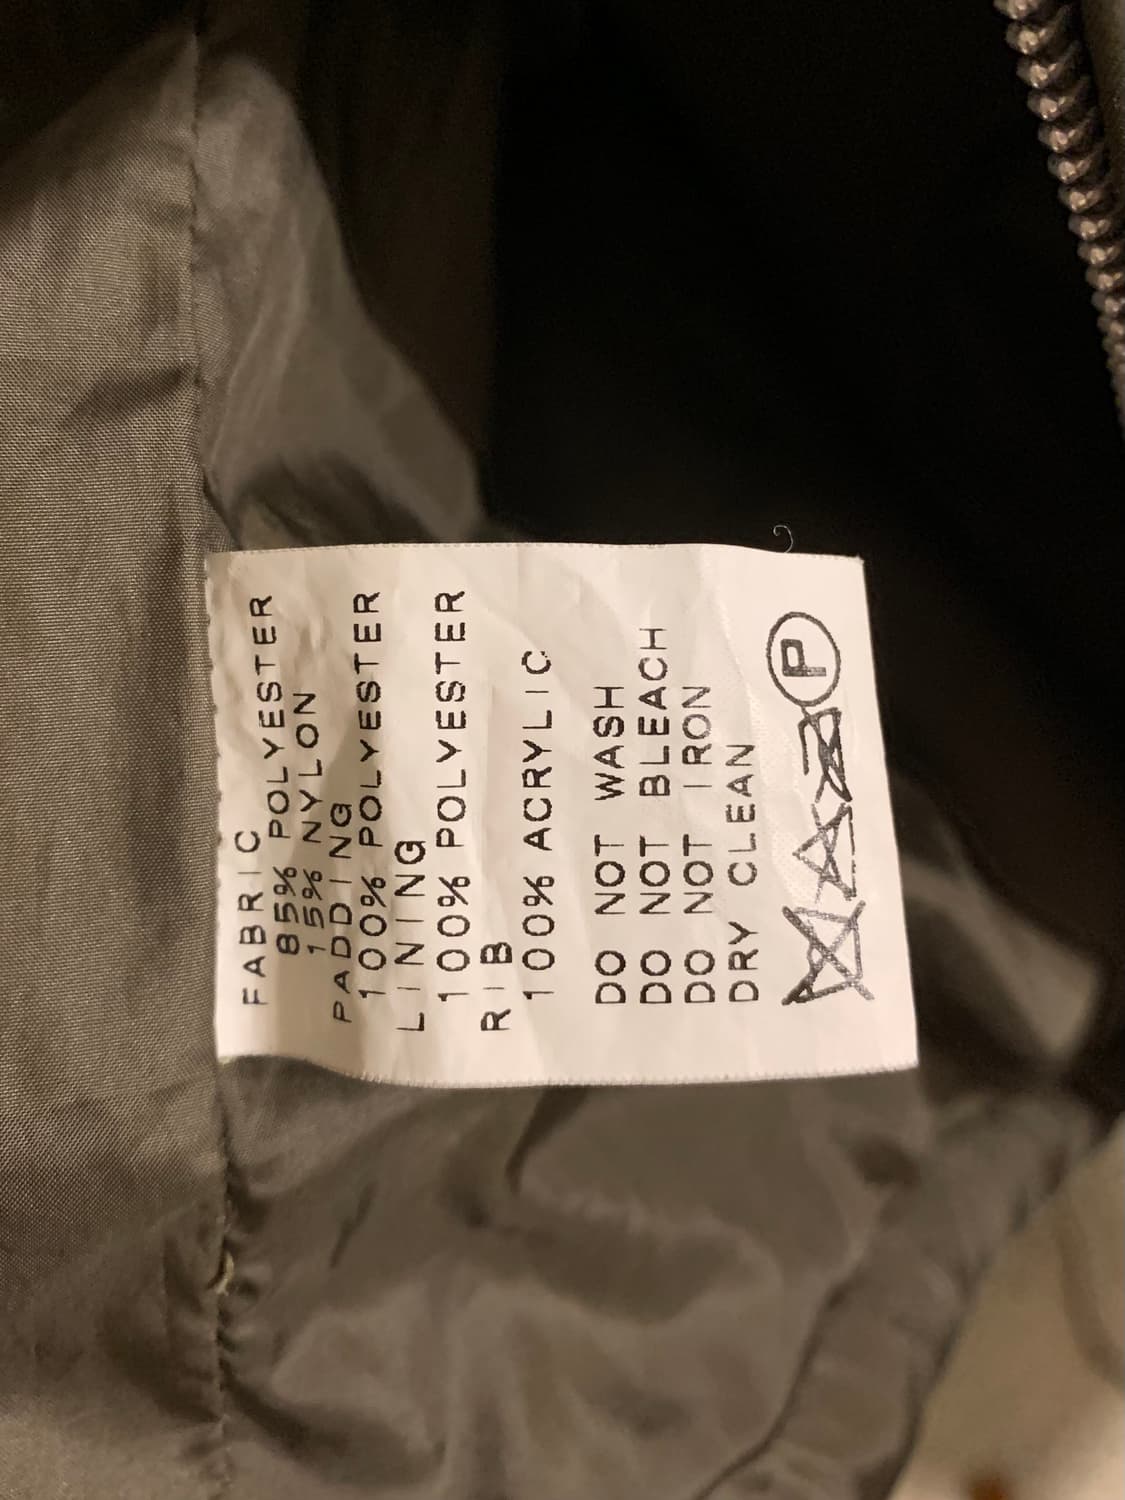 FABRIC
85% POLYESTER
15% NYLON
PADDING
100% POLYESTER
LINING
100% POLYESTER
RIB
100% ACRYLIC
DO NOT WASH
DO NOT BLEACH
DO NOT IRON
DRY CLEAN
P